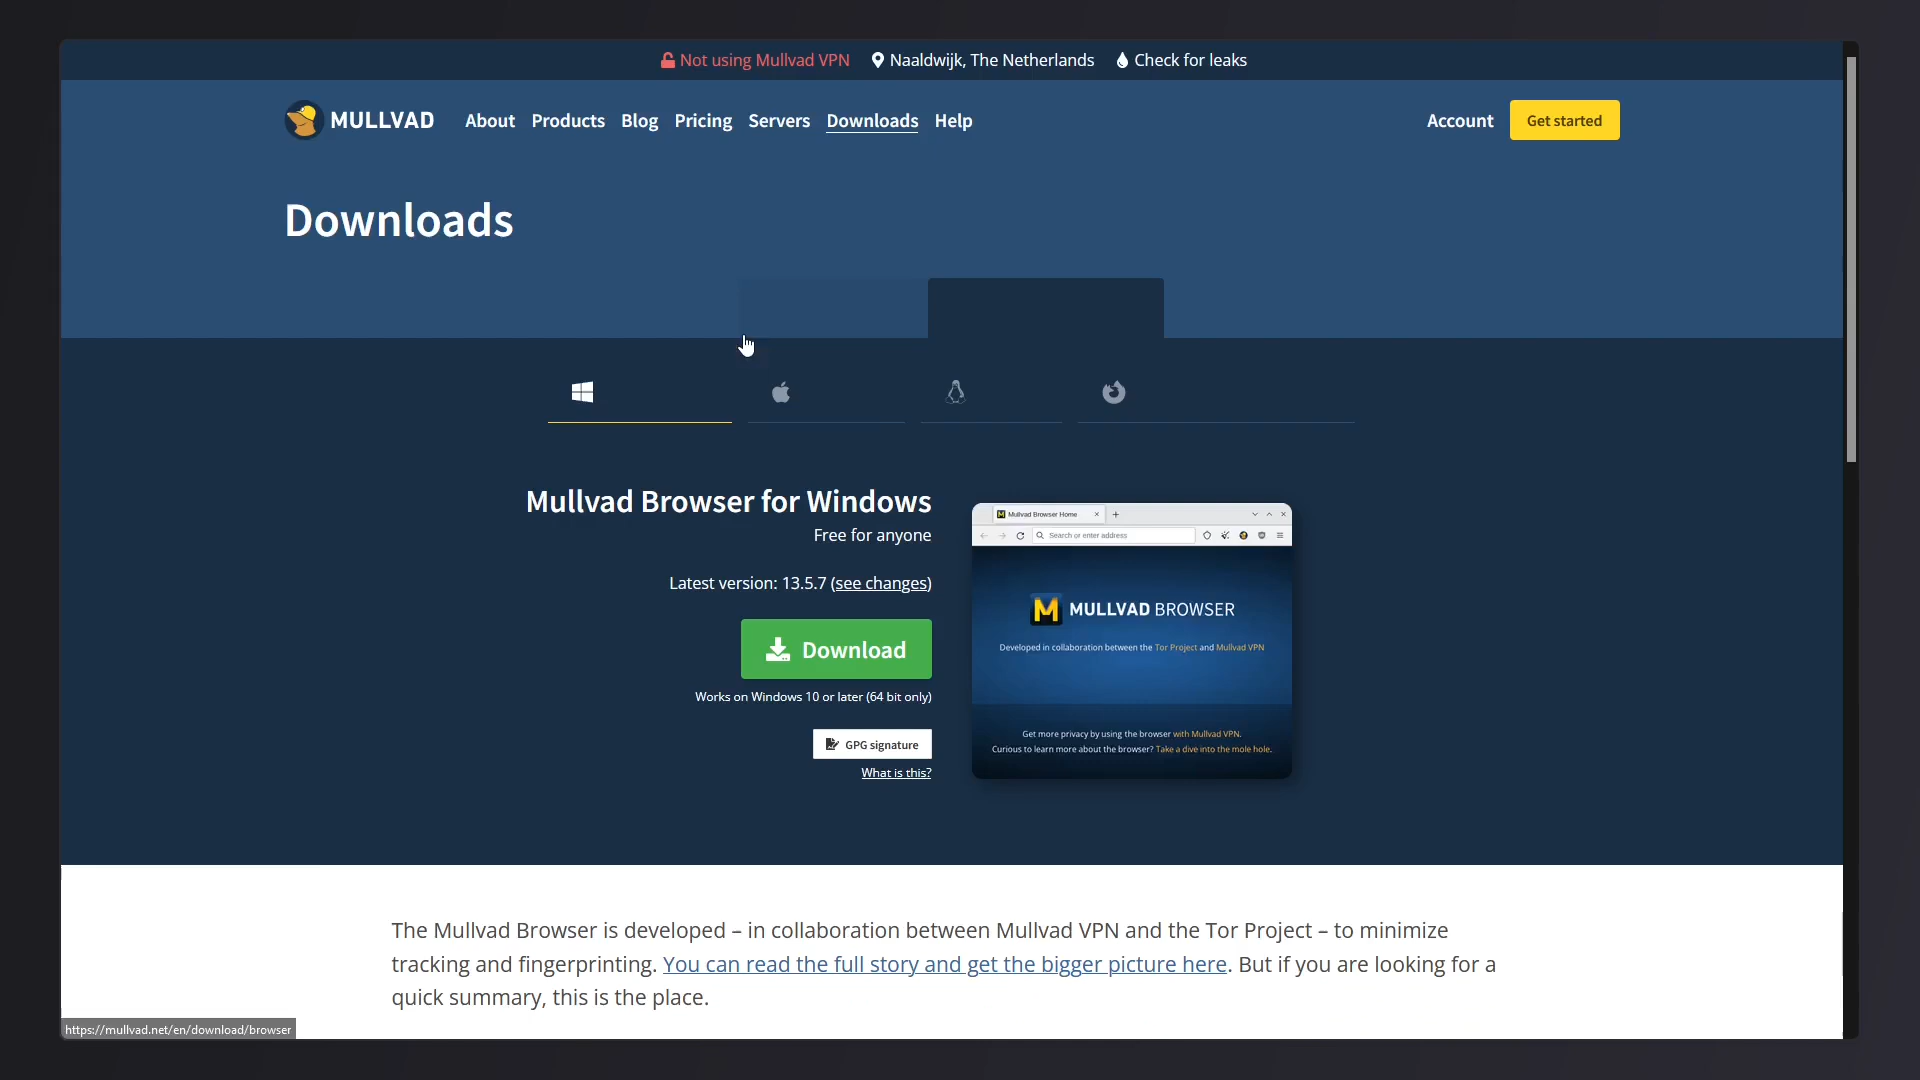 Not using Mullvad VPN Naaldwijk, The Netherlands Check for leaks
MULLVAD About Products Blog Pricing Servers Downloads Help Account Get started
Downloads
Mullvad Browser for Windows
Free for anyone
Latest version: 13.5.7 (see changes)
Download
Works on Windows 10 or later (64 bit only)
GPG signature
What is this?
Mullvad Browser Home
Search or enter address
MULLVAD BROWSER
Developed in collaboration between the Tor Project and Mullvad VPN
Get more privacy by using the browser with Mullvad VPN.
Curious to learn more about the browser? Take a dive into the mole hole.
The Mullvad Browser is developed – in collaboration between Mullvad VPN and the Tor Project – to minimize
tracking and fingerprinting. You can read the full story and get the bigger picture here. But if you are looking for a
quick summary, this is the place.
https://mullvad.net/en/download/browser